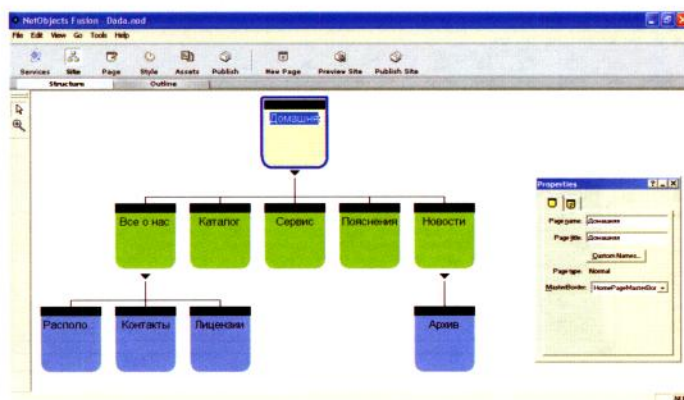 NetObjects Fusion - Dada.nod
File Edit View Go Tools Help
Services Site Page Style Assets Publish New Page Preview Site Publish Site
Structure Outline
Домашня
Все о нас Каталог Сервис Пояснения Новости
Располо Контакты Лицензии Архив
Properties
Page name: Домашняя
Page title: Домашняя
Custom Names...
Page type: Normal
MasterBorder: HomePageMasterBor